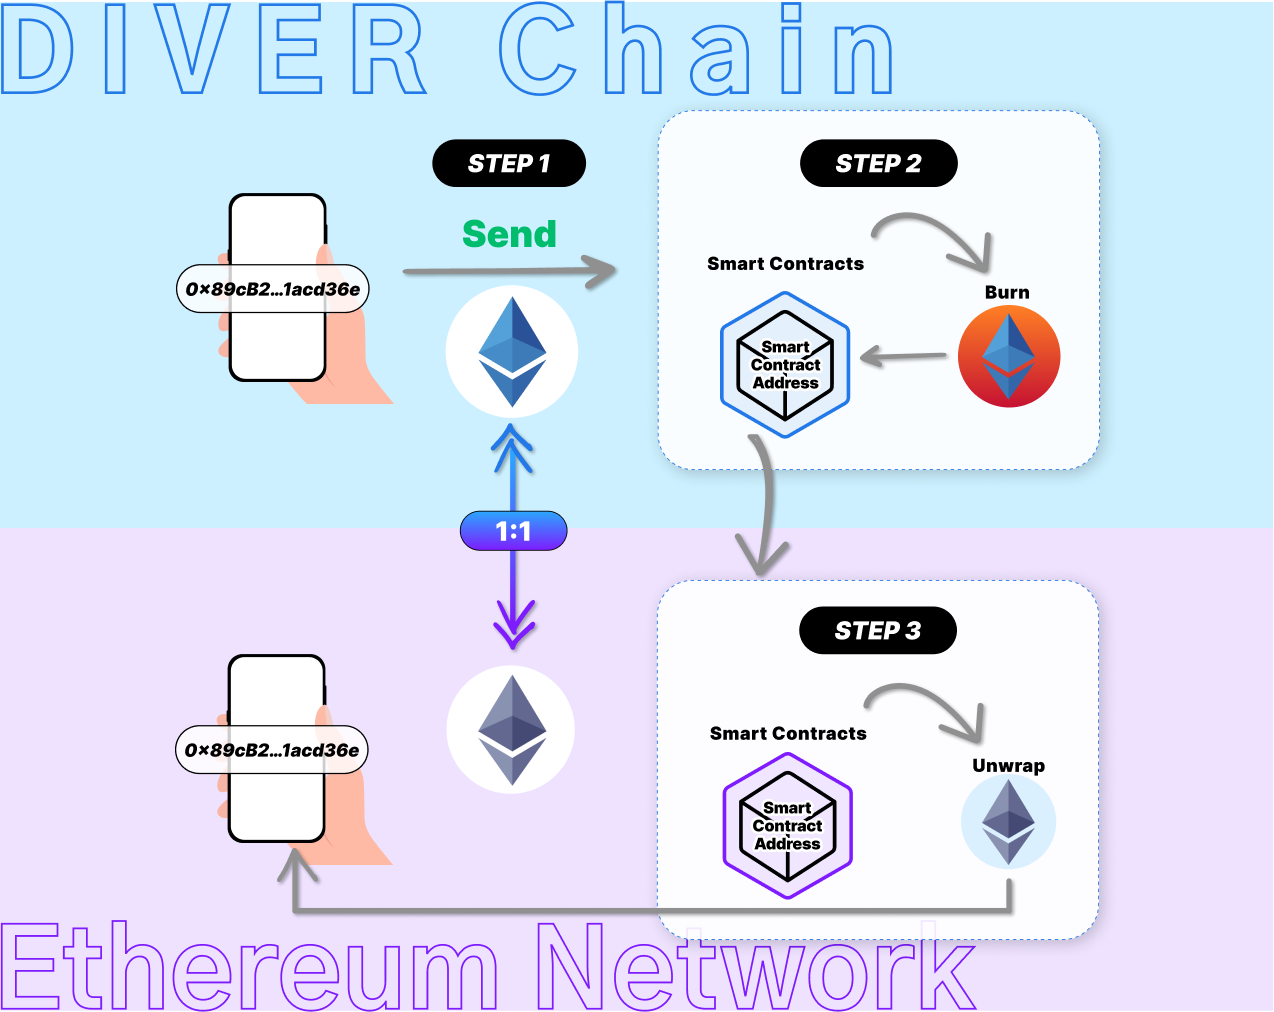 DIVER Chain
STEP 1
Send
0×89cB2...1acd36e
STEP 2
Smart Contracts
Burn
Smart
Contract
Address
1:1
STEP 3
Smart Contracts
Unwrap
Smart
Contract
Address
0×89cB2...1acd36e
Ethereum Network